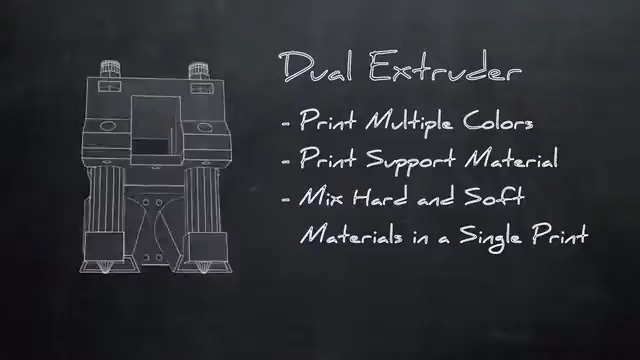 Dual Extruder
- Print Multiple Colors
- Print Support Material
- Mix Hard and Soft
Materials in a Single Print